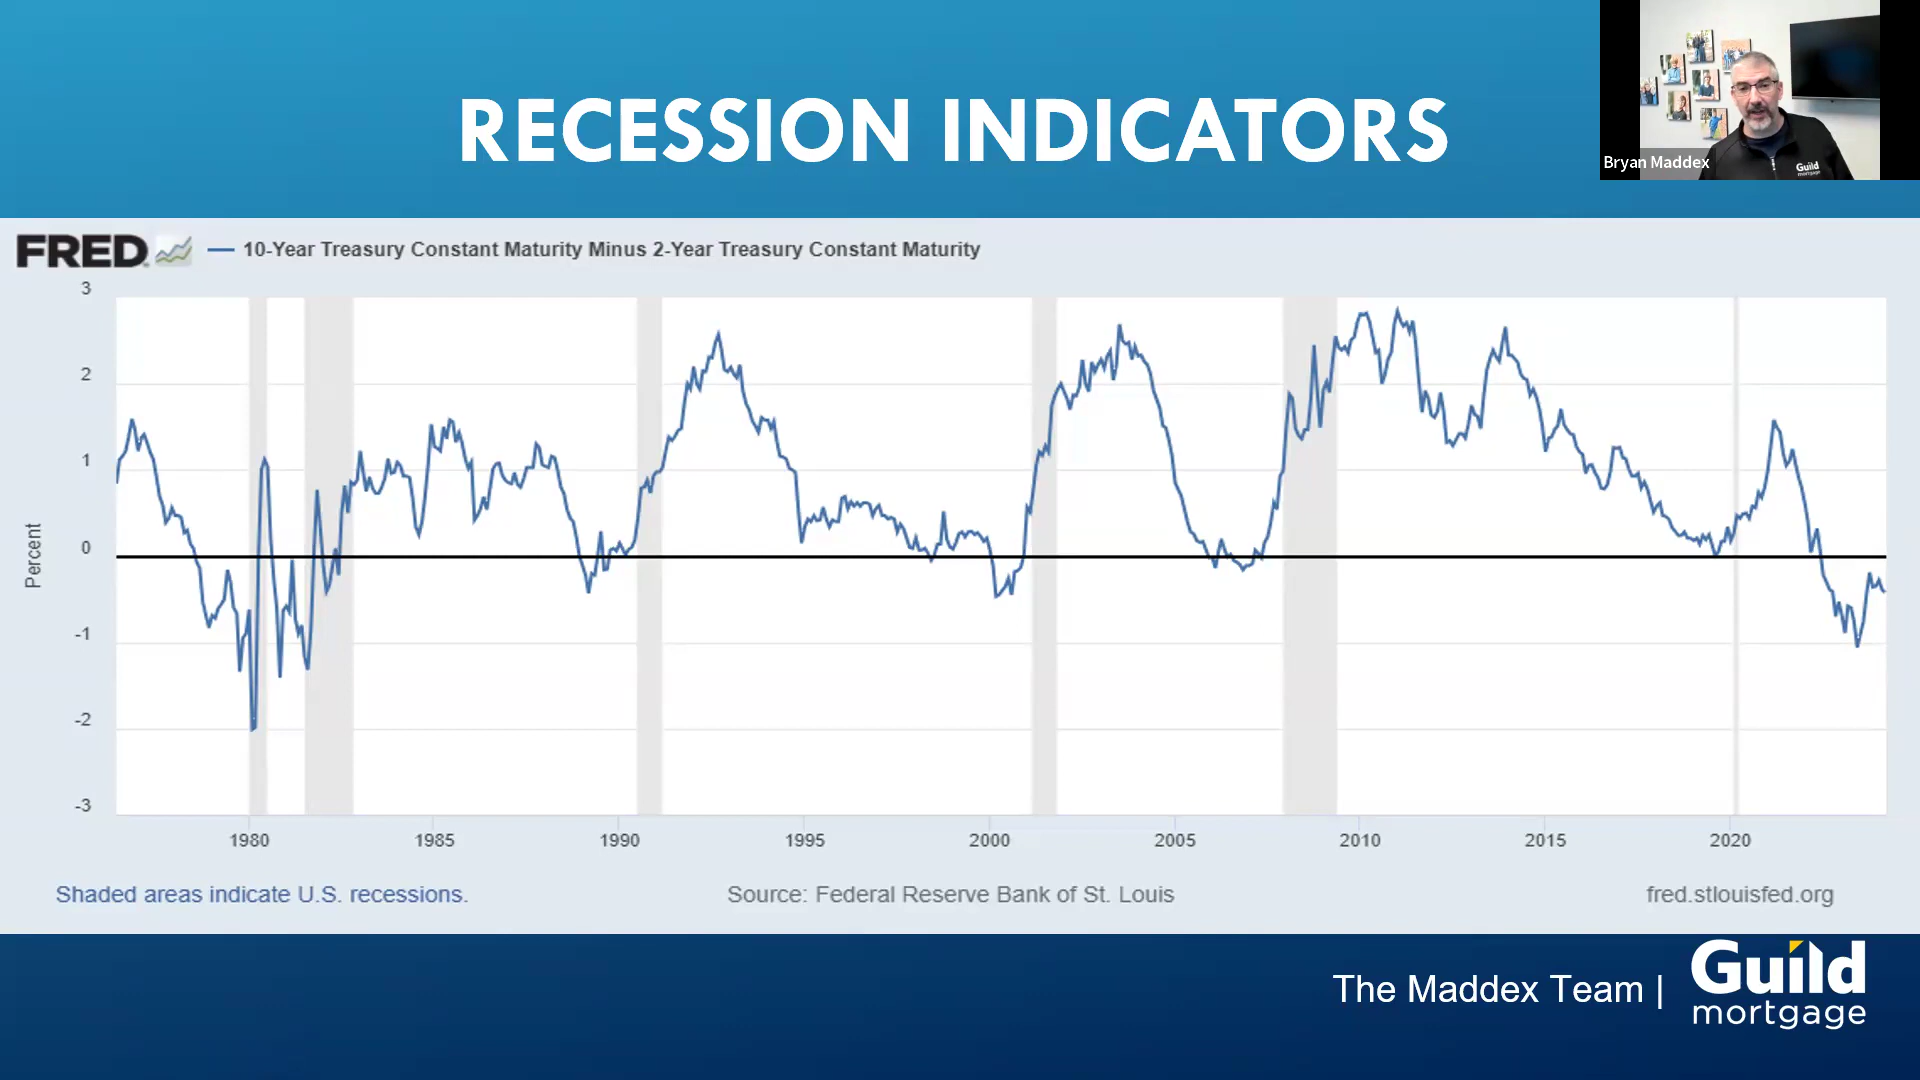 RECESSION INDICATORS
Bryan Maddex
Guild
mortgage
FRED
10-Year Treasury Constant Maturity Minus 2-Year Treasury Constant Maturity
3
2
1
0
-1
-2
-3
Percent
1980 1985 1990 1995 2000 2005 2010 2015 2020
Shaded areas indicate U.S. recessions. Source: Federal Reserve Bank of St. Louis fred.stlouisfed.org
The Maddex Team | Guild
mortgage